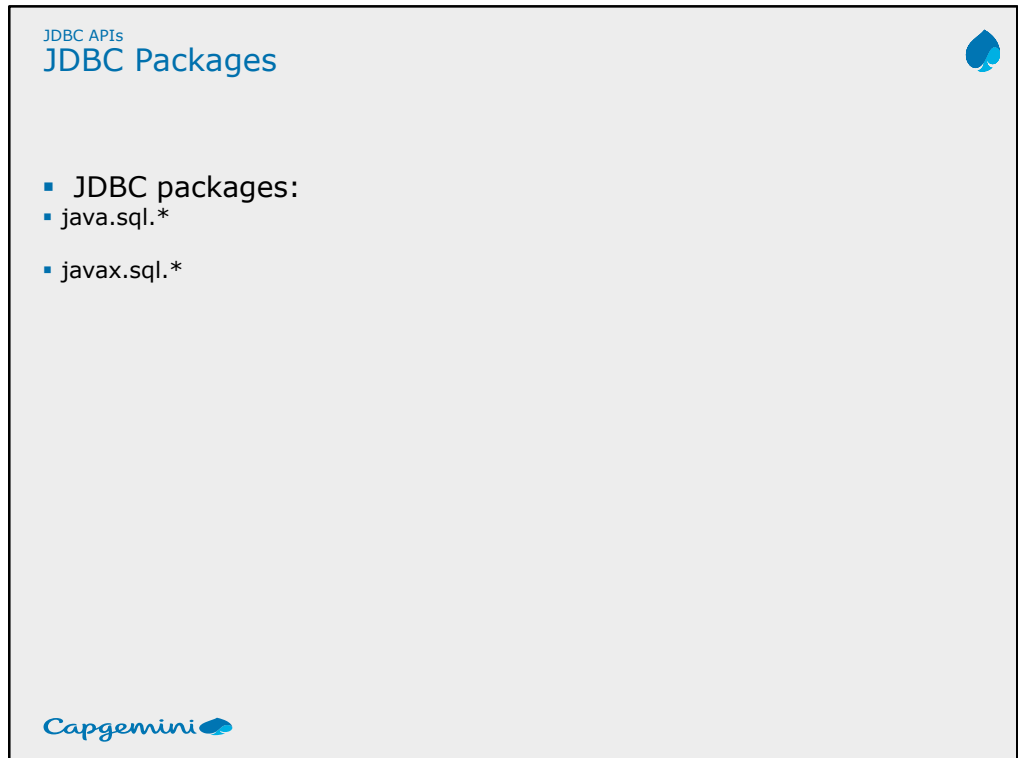 JDBC APIs
JDBC Packages
▪ JDBC packages:
▪ java.sql.*
▪ javax.sql.*
Capgemini